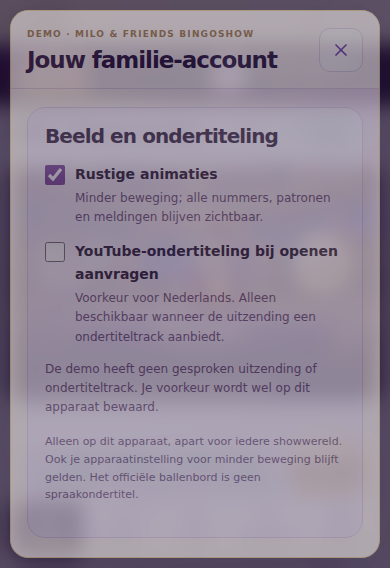 DEMO · MILO & FRIENDS BINGOSHOW
Jouw familie-account
Beeld en ondertiteling
Rustige animaties
Minder beweging; alle nummers, patronen
en meldingen blijven zichtbaar.
YouTube-ondertiteling bij openen
aanvragen
Voorkeur voor Nederlands. Alleen
beschikbaar wanneer de uitzending een
ondertiteltrack aanbiedt.
De demo heeft geen gesproken uitzending of
ondertiteltrack. Je voorkeur wordt wel op dit
apparaat bewaard.
Alleen op dit apparaat, apart voor iedere showwereld.
Ook je apparaatinstelling voor minder beweging blijft
gelden. Het officiële ballenbord is geen
spraakondertitel.